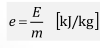 e = E/m [kJ/kg]